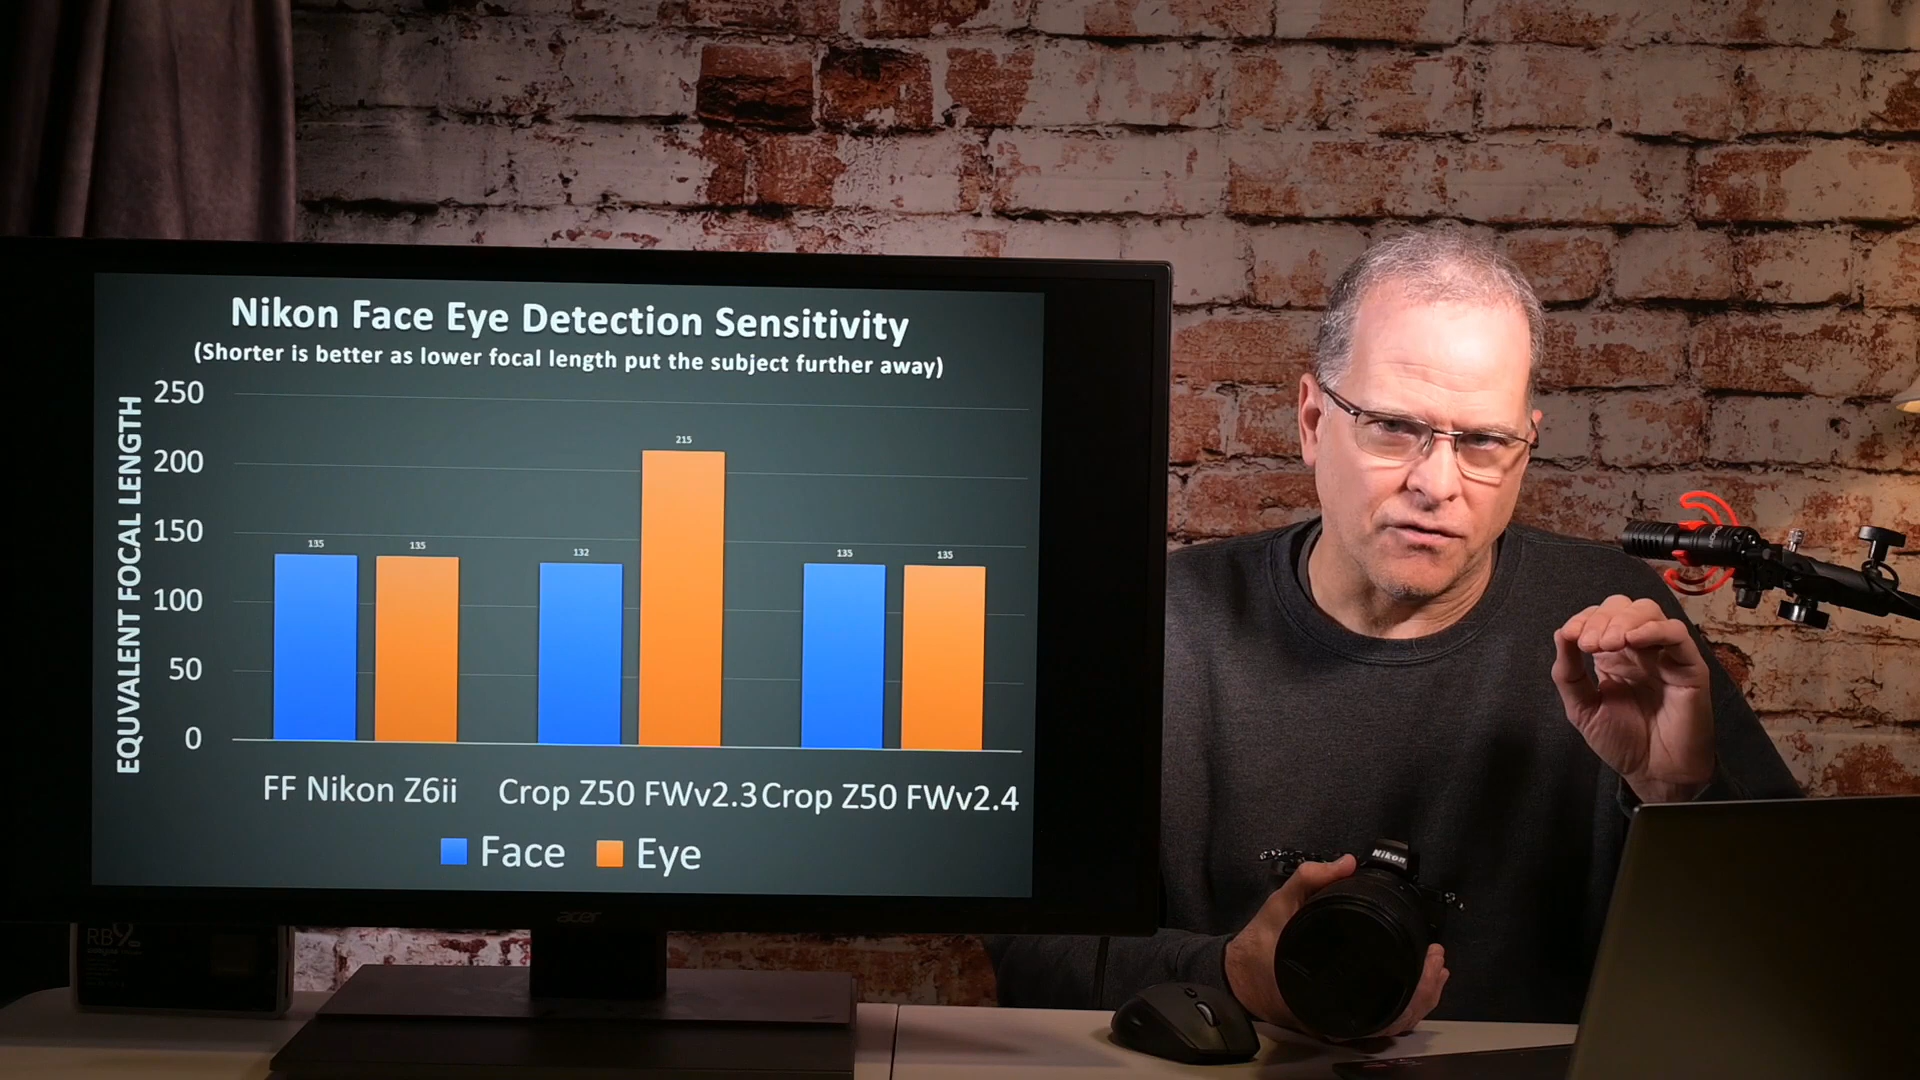 Nikon Face Eye Detection Sensitivity
(Shorter is better as lower focal length put the subject further away)
EQUVALENT FOCAL LENGTH
250
200
150
100
50
0
135
135
132
215
135
135
FF Nikon Z6ii
Crop Z50 FWv2.3
Crop Z50 FWv2.4
Face
Eye
acer
Nikon
RB9